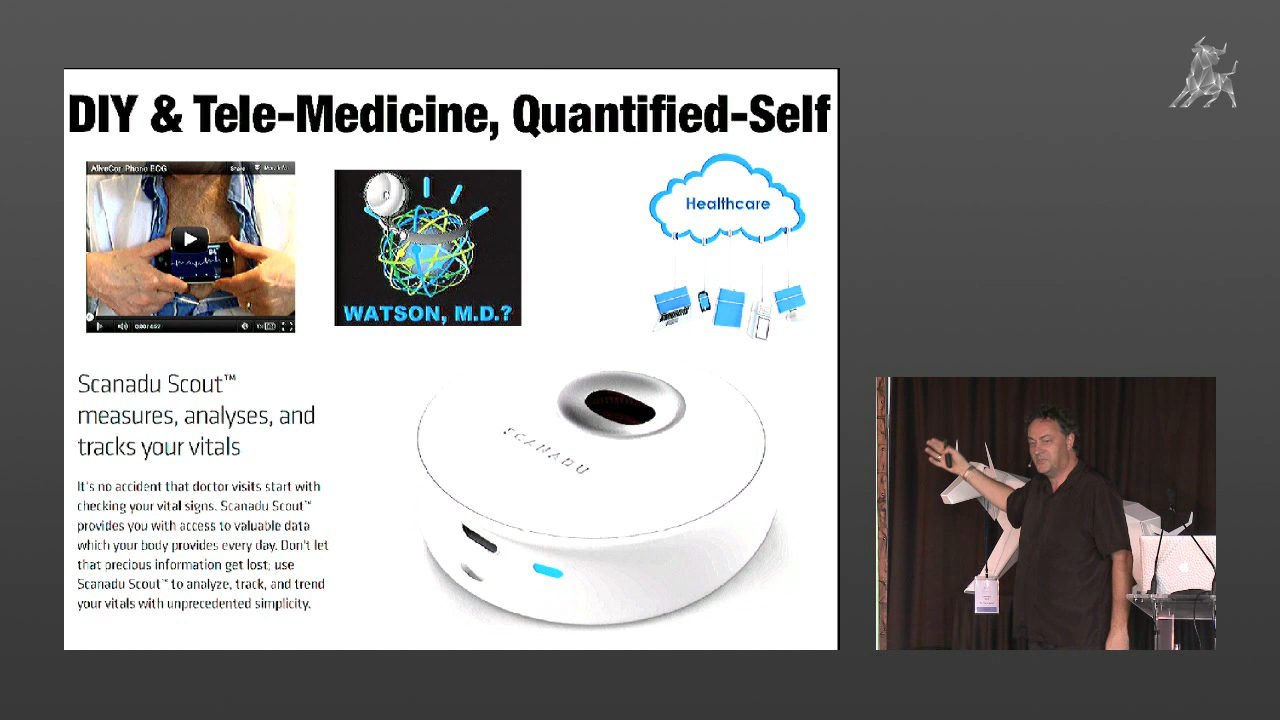 DIY & Tele-Medicine, Quantified-Self
AliveCor iPhone ECG
Share
WATSON, M.D.?
Healthcare
Scanadu Scout™
measures, analyses, and
tracks your vitals
It's no accident that doctor visits start with
checking your vital signs. Scanadu Scout™
provides you with access to valuable data
which your body provides every day. Don't let
that precious information get lost; use
Scanadu Scout™ to analyze, track, and trend
your vitals with unprecedented simplicity.
SCANADU